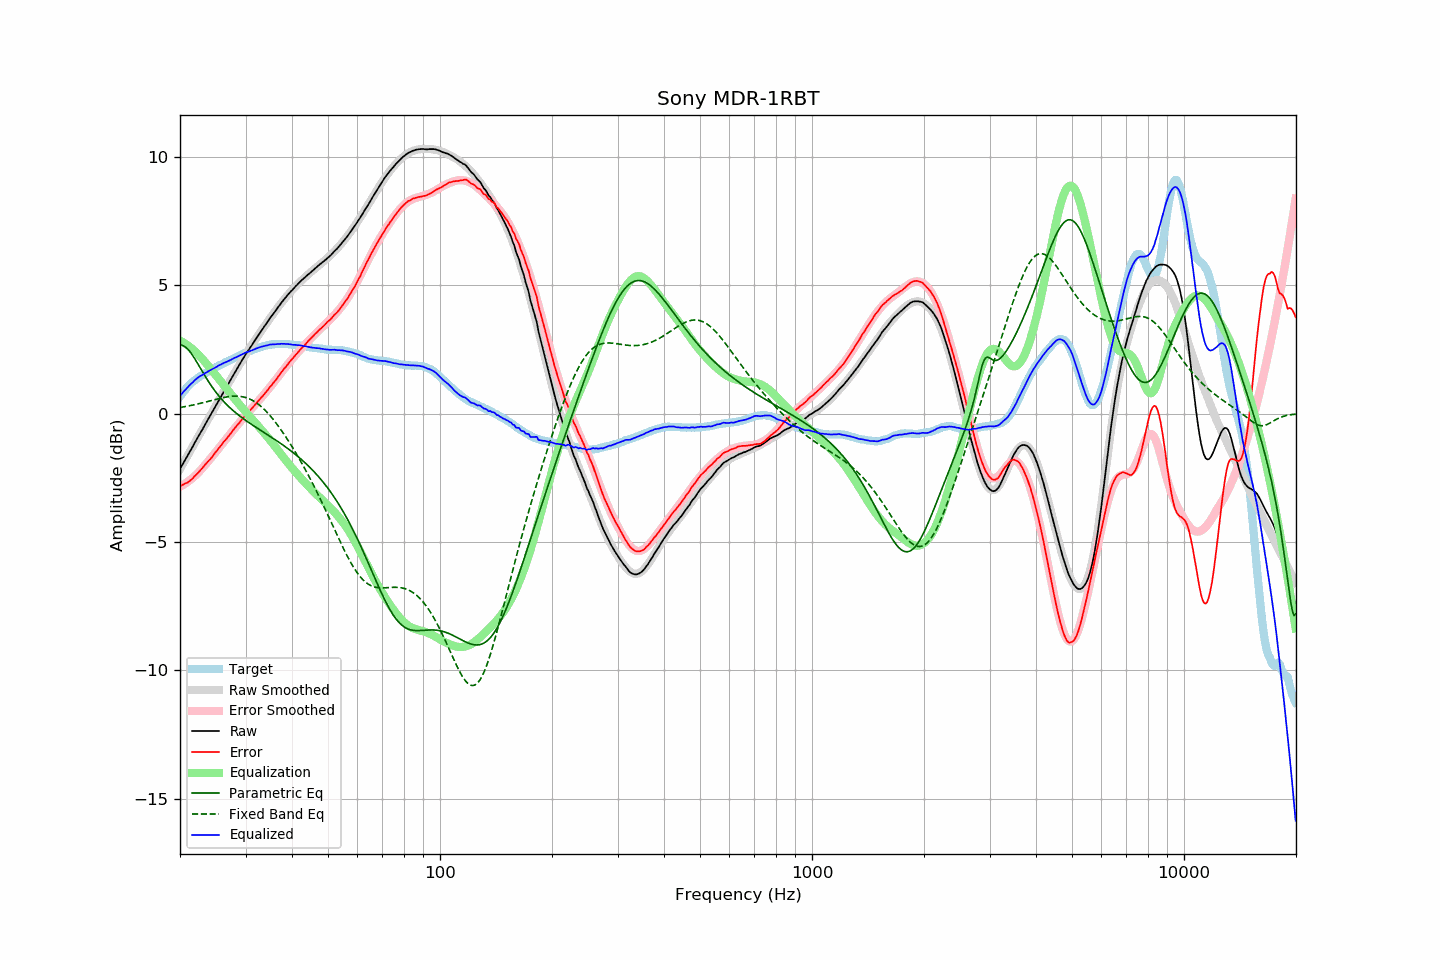 Sony MDR-1RBT
Amplitude (dBr)
10
5
0
−5
−10
−15
Target
Raw Smoothed
Error Smoothed
Raw
Error
Equalization
Parametric Eq
Fixed Band Eq
Equalized
100
1000
10000
Frequency (Hz)